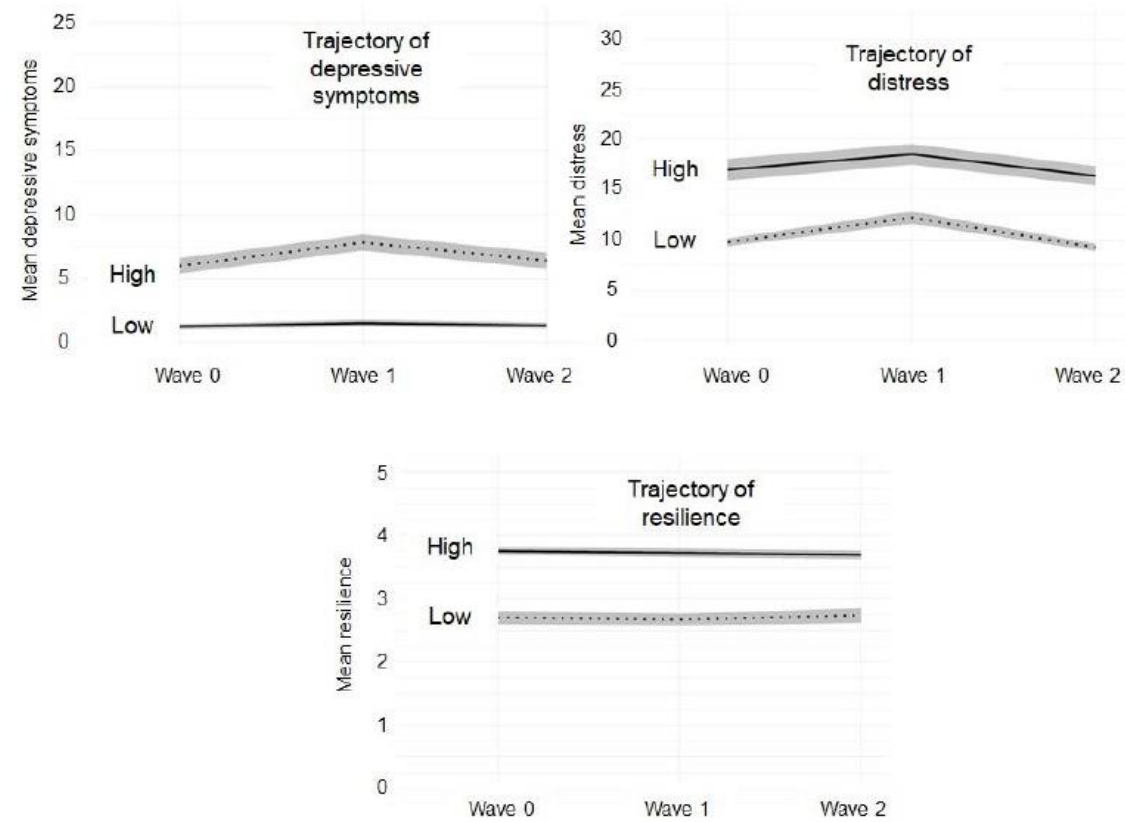 Trajectory of
depressive
symptoms
Mean depressive symptoms
25
20
15
10
5
0
High
Low
Wave 0 Wave 1 Wave 2
Trajectory of
distress
Mean distress
30
25
20
15
10
5
0
High
Low
Wave 0 Wave 1 Wave 2
Trajectory of
resilience
Mean resilience
5
4
3
2
1
0
High
Low
Wave 0 Wave 1 Wave 2